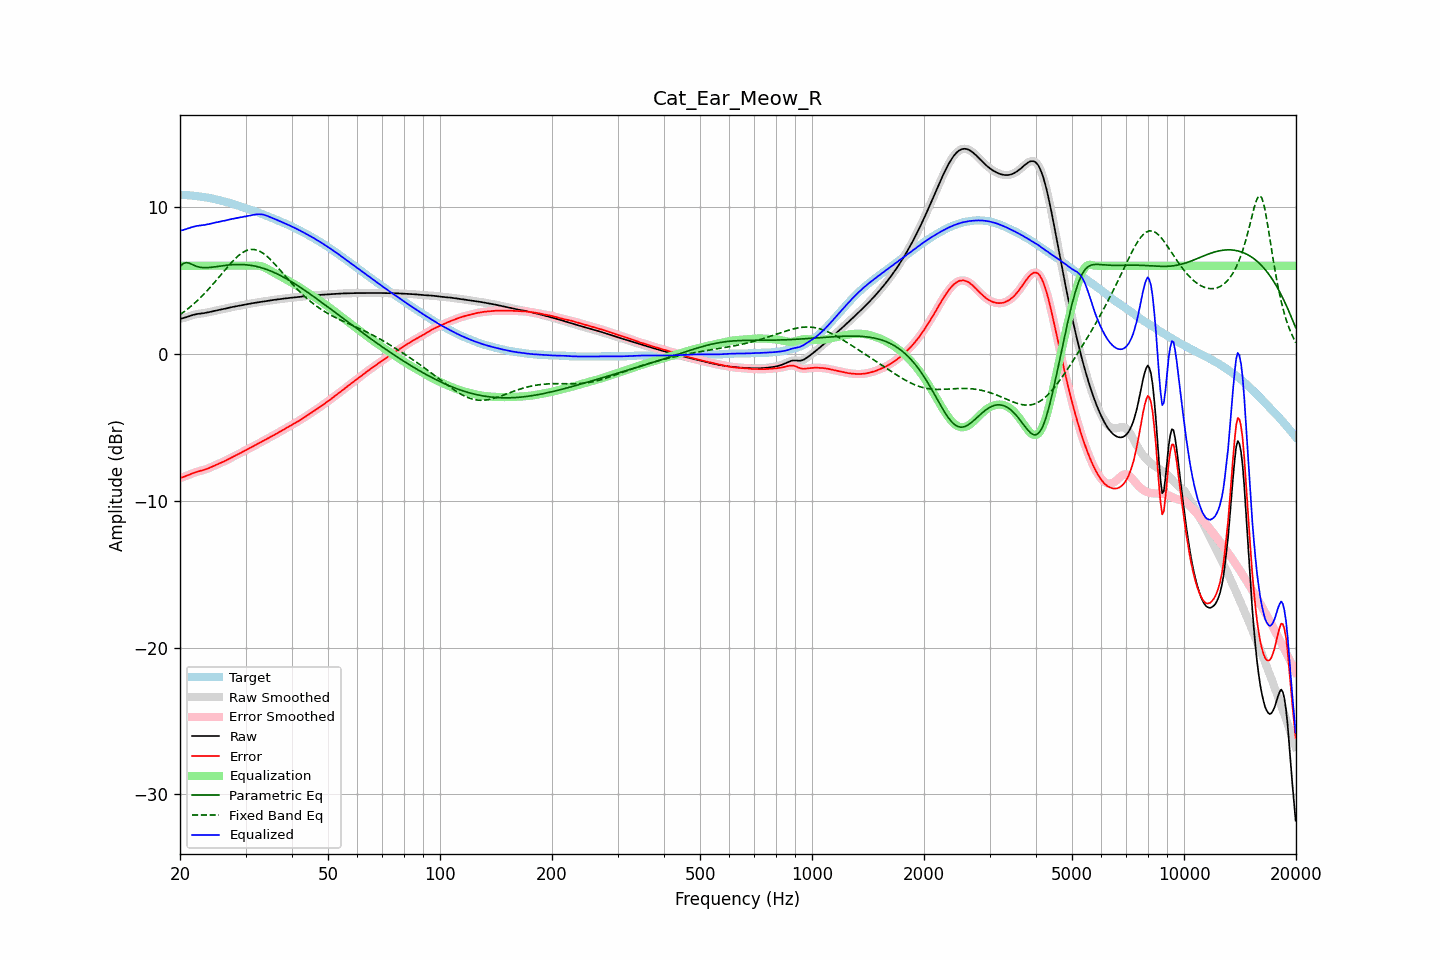 Cat_Ear_Meow_R
Amplitude (dBr)
10
0
−10
−20
−30
Target
Raw Smoothed
Error Smoothed
Raw
Error
Equalization
Parametric Eq
Fixed Band Eq
Equalized
20 50 100 200 500 1000 2000 5000 10000 20000
Frequency (Hz)